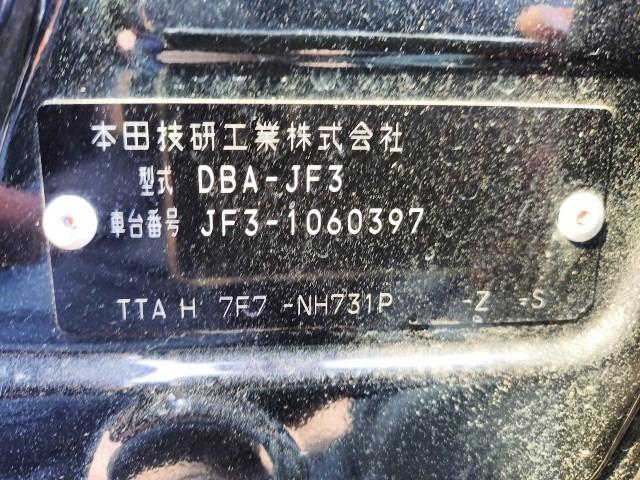 本田技研工業株式会社
型式 DBA-JF3
車台番号 JF3-1060397
TTA H 7F7 -NH731P -Z -S